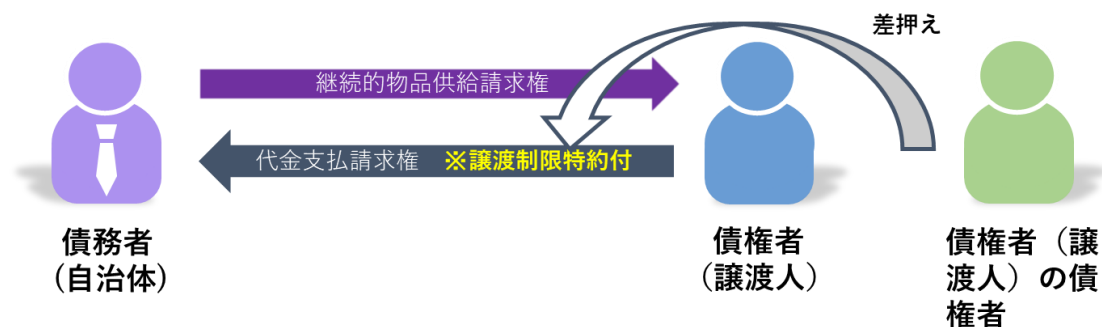 差押え
継続的物品供給請求権
代金支払請求権 ※譲渡制限特約付
債務者
（自治体）
債権者
（譲渡人）
債権者（譲
渡人）の債
権者